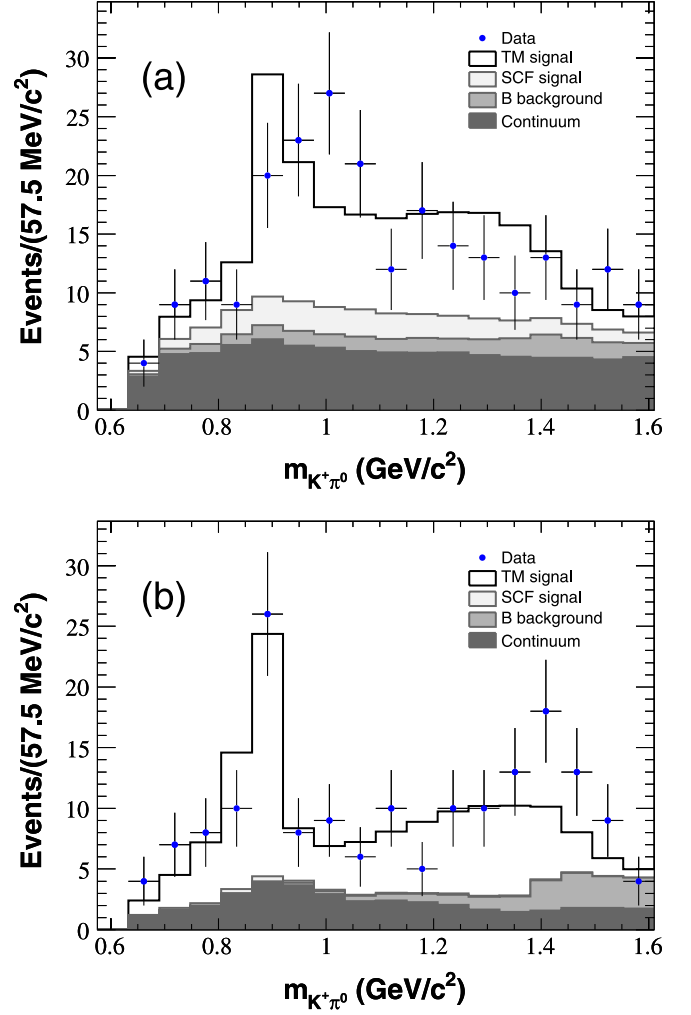 Events/(57.5 MeV/c²)
30
25
20
15
10
5
0
(a)
Data
TM signal
SCF signal
B background
Continuum
0.6 0.8 1 1.2 1.4 1.6
m_{K⁺π⁰} (GeV/c²)
Events/(57.5 MeV/c²)
30
25
20
15
10
5
0
(b)
Data
TM signal
SCF signal
B background
Continuum
0.6 0.8 1 1.2 1.4 1.6
m_{K⁺π⁰} (GeV/c²)